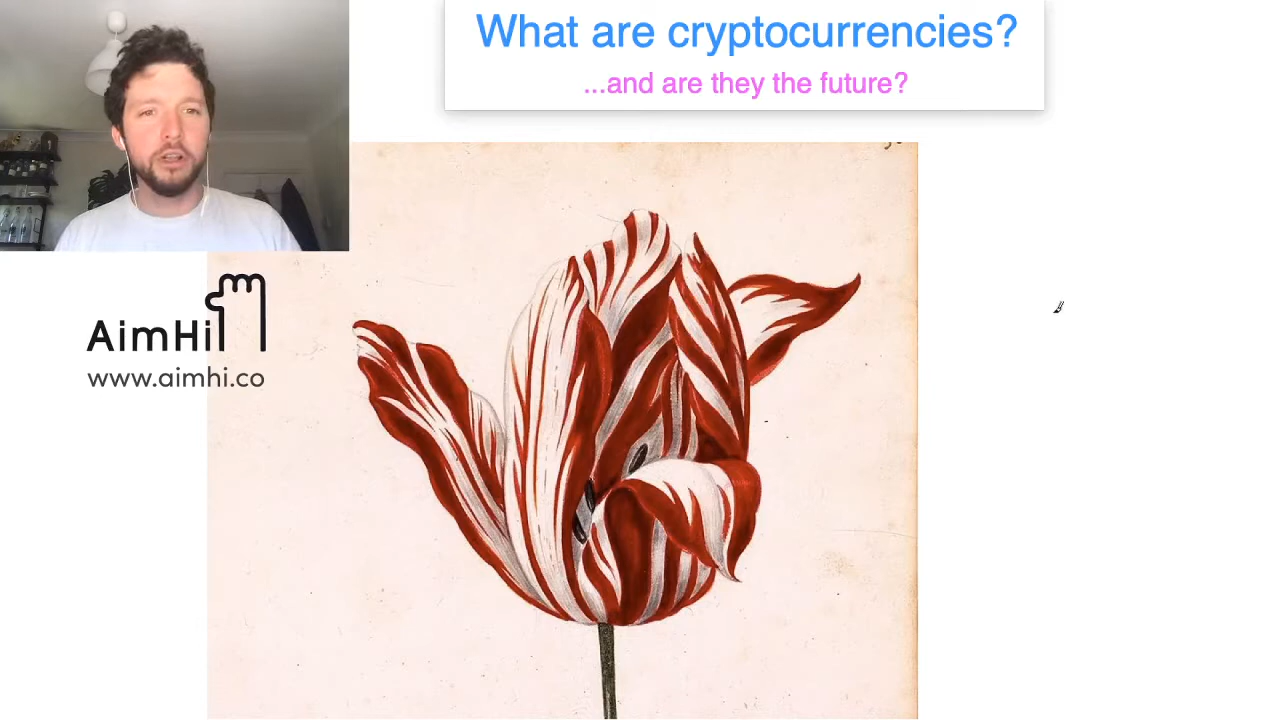 What are cryptocurrencies?
...and are they the future?
AimHi
www.aimhi.co